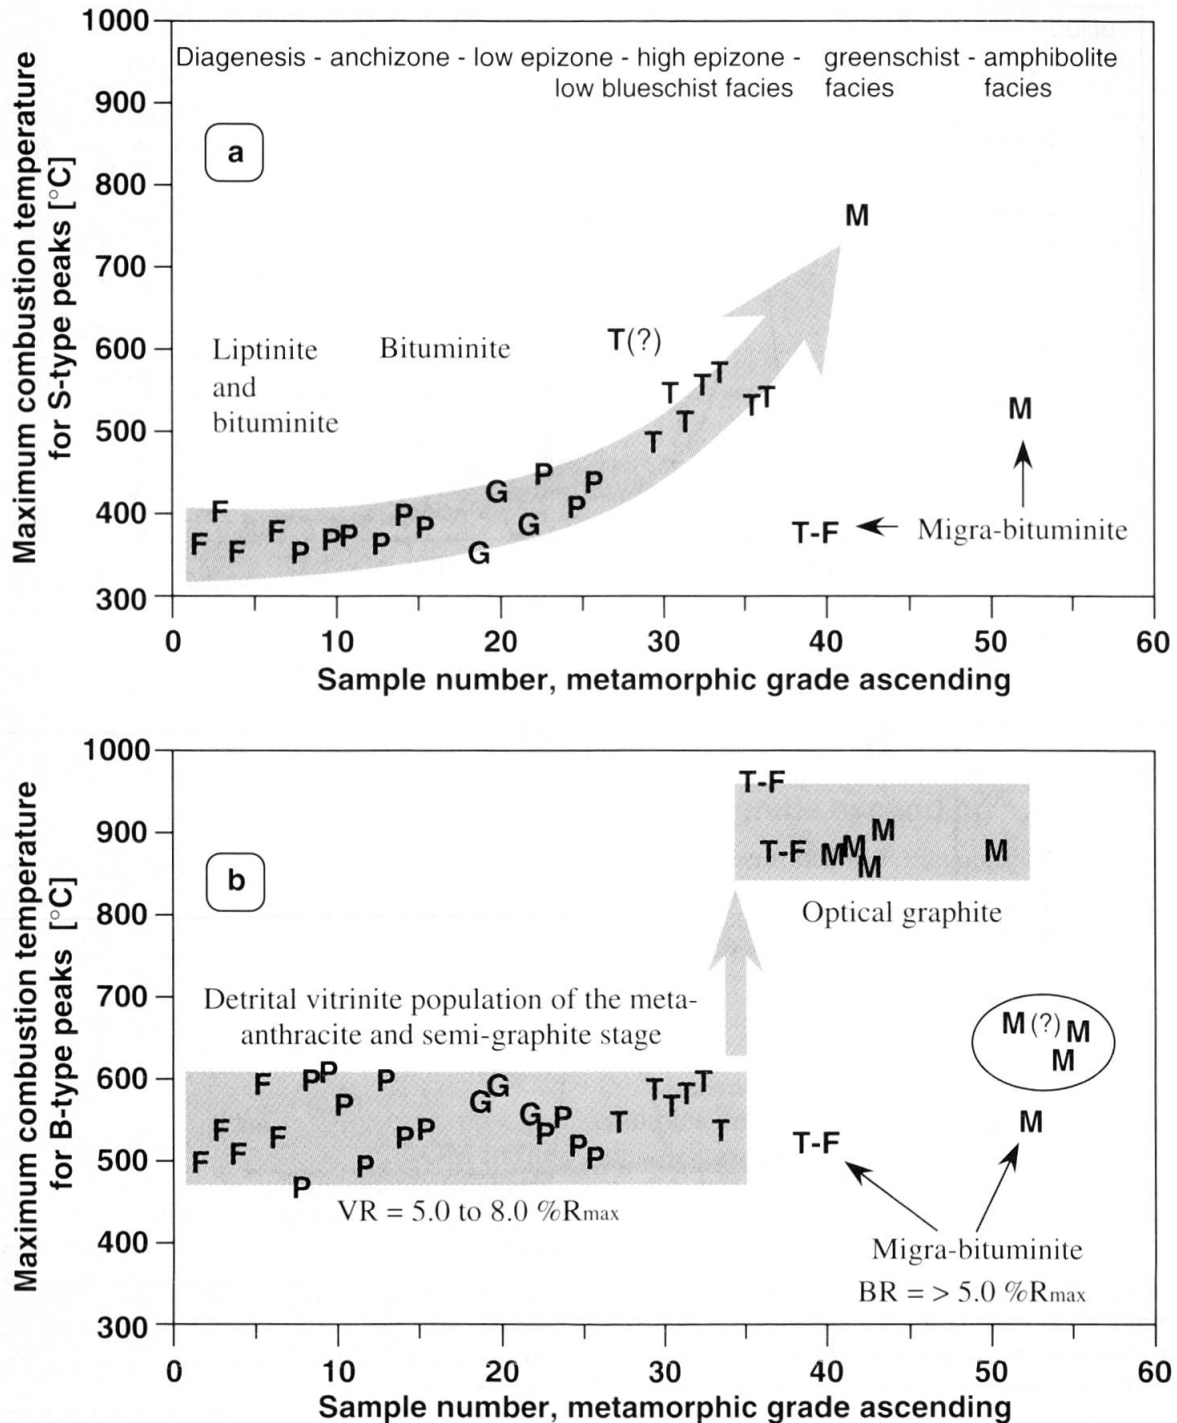 Maximum combustion temperature
for S-type peaks [°C]
1000
900
800
700
600
500
400
300
Diagenesis - anchizone - low epizone - high epizone - greenschist - amphibolite
low blueschist facies facies facies
a
M
T(?)
Liptinite
and
bituminite
Bituminite
T T T T T T T
M
F F F F P P P P P P G G G P P P
T-F
Migra-bituminite
0 10 20 30 40 50 60
Sample number, metamorphic grade ascending
Maximum combustion temperature
for B-type peaks [°C]
1000
900
800
700
600
500
400
300
b
T-F
T-F M M M M M
Optical graphite
Detrital vitrinite population of the meta-
anthracite and semi-graphite stage
M (?) M
M
M
F F F F F P P P P P P P P G G G P P P P T T T T T T
T-F
VR = 5.0 to 8.0 %Rmax
Migra-bituminite
BR = > 5.0 %Rmax
0 10 20 30 40 50 60
Sample number, metamorphic grade ascending